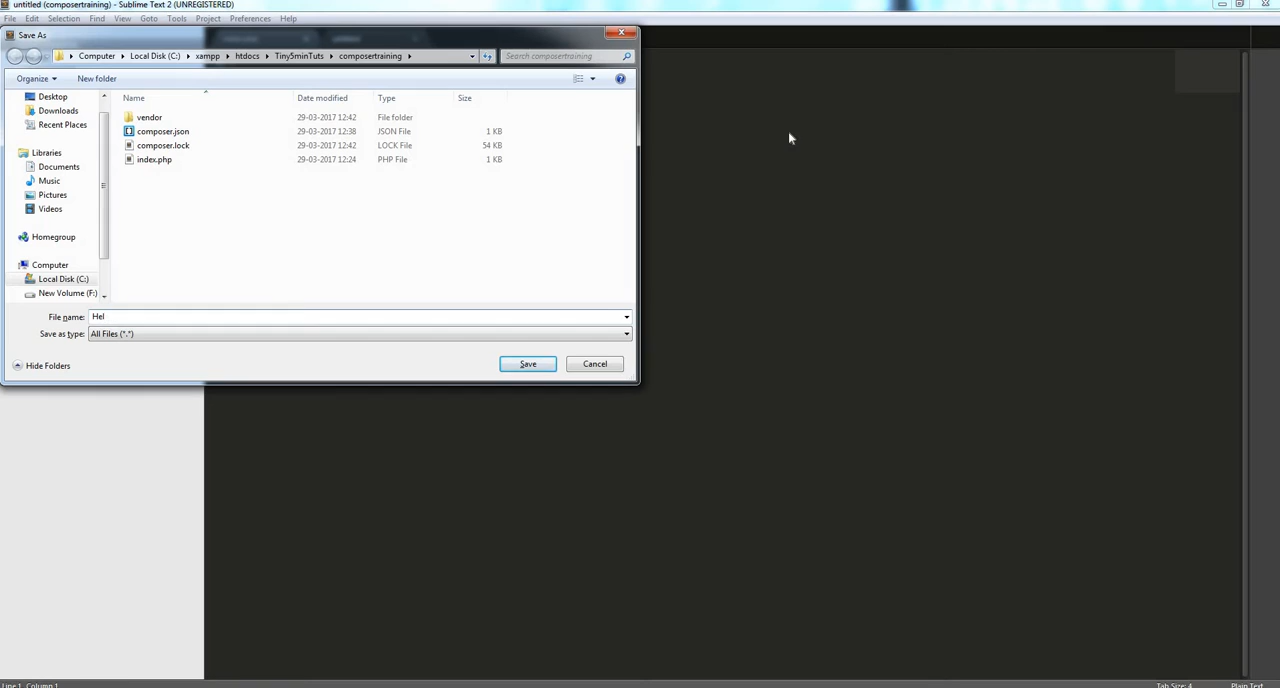 untitled (composertraining) - Sublime Text 2 (UNREGISTERED)
File Edit Selection Find View Goto Tools Project Preferences Help
Save As
Computer Local Disk (C:) xampp htdocs Tiny5minTuts composertraining Search composertraining
Organize New folder
Name Date modified Type Size
Desktop
Downloads
Recent Places
Libraries
Documents
Music
Pictures
Videos
Homegroup
Computer
Local Disk (C:)
New Volume (F:)
vendor 29-03-2017 12:42 File folder
composer.json 29-03-2017 12:38 JSON File 1 KB
composer.lock 29-03-2017 12:42 LOCK File 54 KB
index.php 29-03-2017 12:24 PHP File 1 KB
File name: Hel
Save as type: All Files (*.*)
Hide Folders Save Cancel
Line 1, Column 1 Tab Size: 4 Plain Text